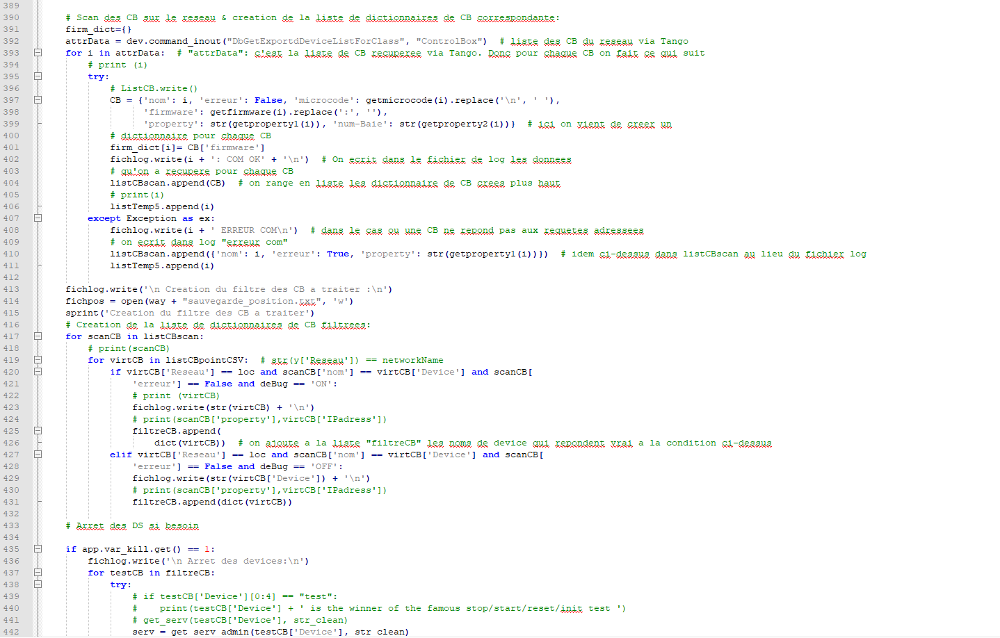 389
390 # Scan des CB sur le reseau & creation de la liste de dictionnaires de CB correspondante:
391 firm_dict={}
392 attrData = dev.command_inout("DbGetExportdDeviceListForClass", "ControlBox")  # liste des CB du reseau via Tango
393 for i in attrData:  # "attrData": c'est la liste de CB recuperee via Tango. Donc pour chaque CB on fait ce qui suit
394 # print (i)
395 try:
396 # ListCB.write()
397 CB = {'nom': i, 'erreur': False, 'microcode': getmicrocode(i).replace('\n', ' '),
398 'firmware': getfirmware(i).replace(':', ''),
399 'property': str(getproperty1(i)), 'num-Baie': str(getproperty2(i))}  # ici on vient de creer un
400 # dictionnaire pour chaque CB
401 firm_dict[i]= CB['firmware']
402 fichlog.write(i + ': COM OK' + '\n')  # On ecrit dans le fichier de log les donnees
403 # qu'on a recupere pour chaque CB
404 listCBscan.append(CB)  # on range en liste les dictionnaire de CB crees plus haut
405 # print(i)
406 listTemp5.append(i)
407 except Exception as ex:
408 fichlog.write(i + ' ERREUR COM\n')  # dans le cas ou une CB ne repond pas aux requetes adressees
409 # on ecrit dans log "erreur com"
410 listCBscan.append({'nom': i, 'erreur': True, 'property': str(getproperty1(i))})  # idem ci-dessus dans listCBscan au lieu du fichier log
411 listTemp5.append(i)
412
413 fichlog.write('\n Creation du filtre des CB a traiter :\n')
414 fichpos = open(way + "sauvegarde_position.txt", 'w')
415 sprint('Creation du filtre des CB a traiter')
416 # Creation de la liste de dictionnaires de CB filtrees:
417 for scanCB in listCBscan:
418 # print(scanCB)
419 for virtCB in listCBpointCSV:  # str(y['Reseau']) == networkName
420 if virtCB['Reseau'] == loc and scanCB['nom'] == virtCB['Device'] and scanCB[
421 'erreur'] == False and deBug == 'ON':
422 # print (virtCB)
423 fichlog.write(str(virtCB) + '\n')
424 # print(scanCB['property'],virtCB['IPadress'])
425 filtreCB.append(
426 dict(virtCB))  # on ajoute a la liste "filtreCB" les noms de device qui repondent vrai a la condition ci-dessus
427 elif virtCB['Reseau'] == loc and scanCB['nom'] == virtCB['Device'] and scanCB[
428 'erreur'] == False and deBug == 'OFF':
429 fichlog.write(str(virtCB['Device']) + '\n')
430 # print(scanCB['property'],virtCB['IPadress'])
431 filtreCB.append(dict(virtCB))
432
433 # Arret des DS si besoin
434
435 if app.var_kill.get() == 1:
436 fichlog.write('\n Arret des devices:\n')
437 for testCB in filtreCB:
438 try:
439 # if testCB['Device'][0:4] == "test":
440 #    print(testCB['Device'] + ' is the winner of the famous stop/start/reset/init test ')
441 # get_serv(testCB['Device'], str_clean)
442 serv = get_serv_admin(testCB['Device'], str_clean)